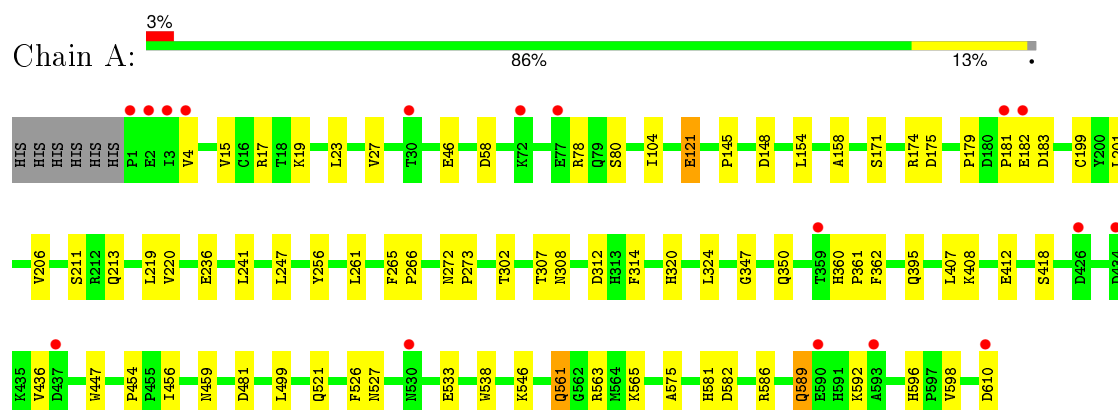 3%
Chain A:
86% 13% •
HIS HIS HIS HIS HIS HIS P1 E2 I3 V4 V15 G16 R17 T18 K19 L23 V27 T30 E46 D58 K72 E77 R78 Q79 S80 I104 E121 P145 D148 L154 A158 S171 R174 D175 P179 D180 P181 E182 D183 C199 Y200 L201
V206 S211 R212 Q213 L219 V220 E236 L241 L247 Y256 L261 F265 P266 N272 P273 T302 T307 N308 D312 H313 F314 H320 L324 G347 Q350 T359 H360 P361 F362 Q395 L407 K408 E412 S418 D426
K435 V436 D437 W447 P454 P455 I456 N459 D481 L499 Q521 F526 N527 N530 E533 W538 K546 Q561 G562 R563 M564 K565 A575 H581 D582 R586 Q589 E590 H591 K592 A593 H596 P597 V598 D610